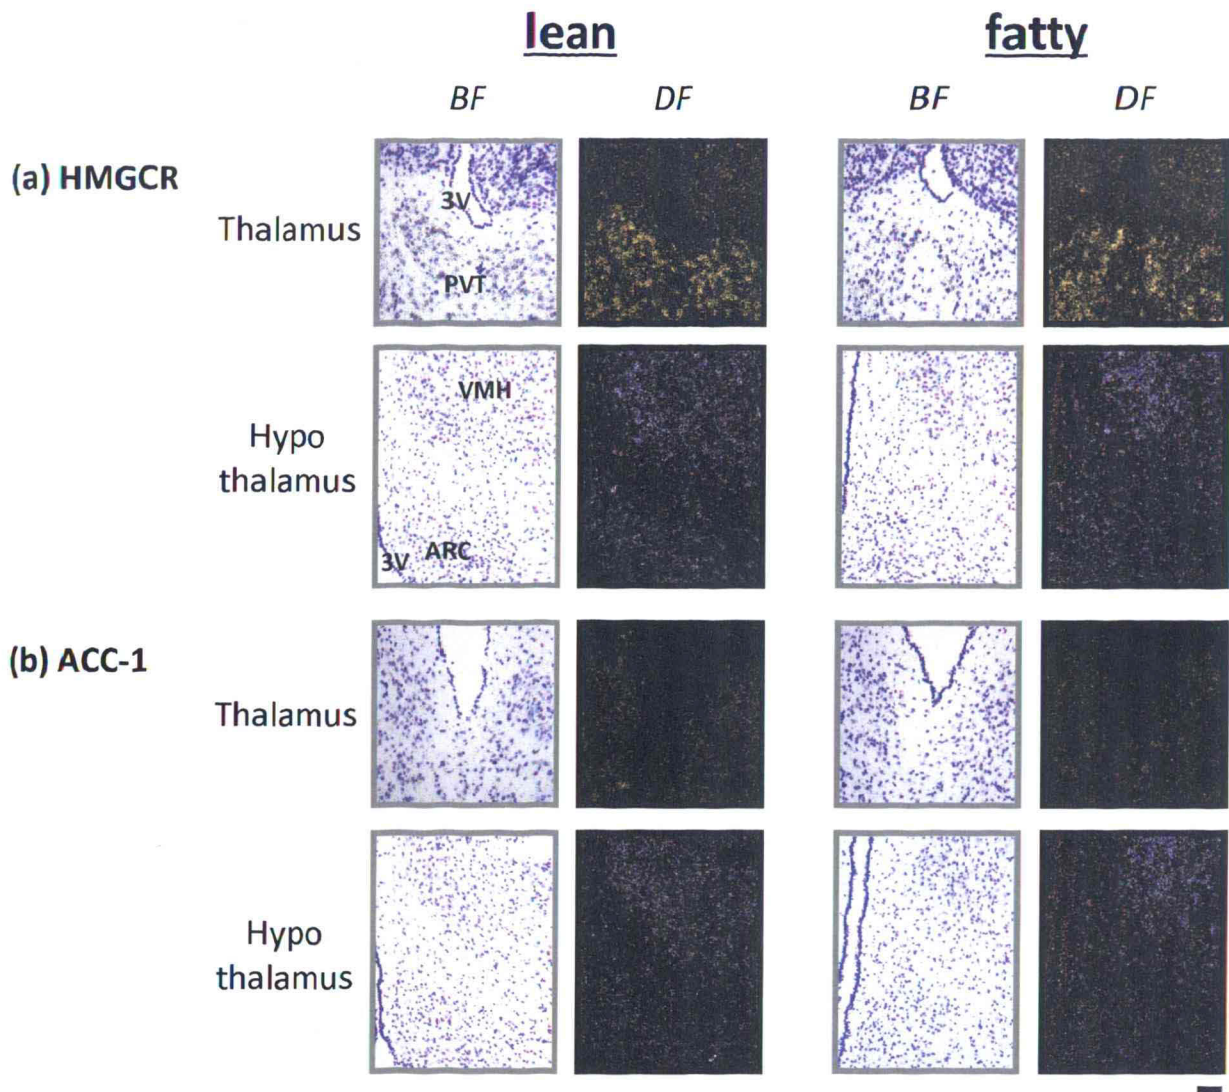 lean fatty
BF DF BF DF
(a) HMGCR
Thalamus
3V
PVT
Hypo
thalamus
VMH
3V ARC
(b) ACC-1
Thalamus
Hypo
thalamus